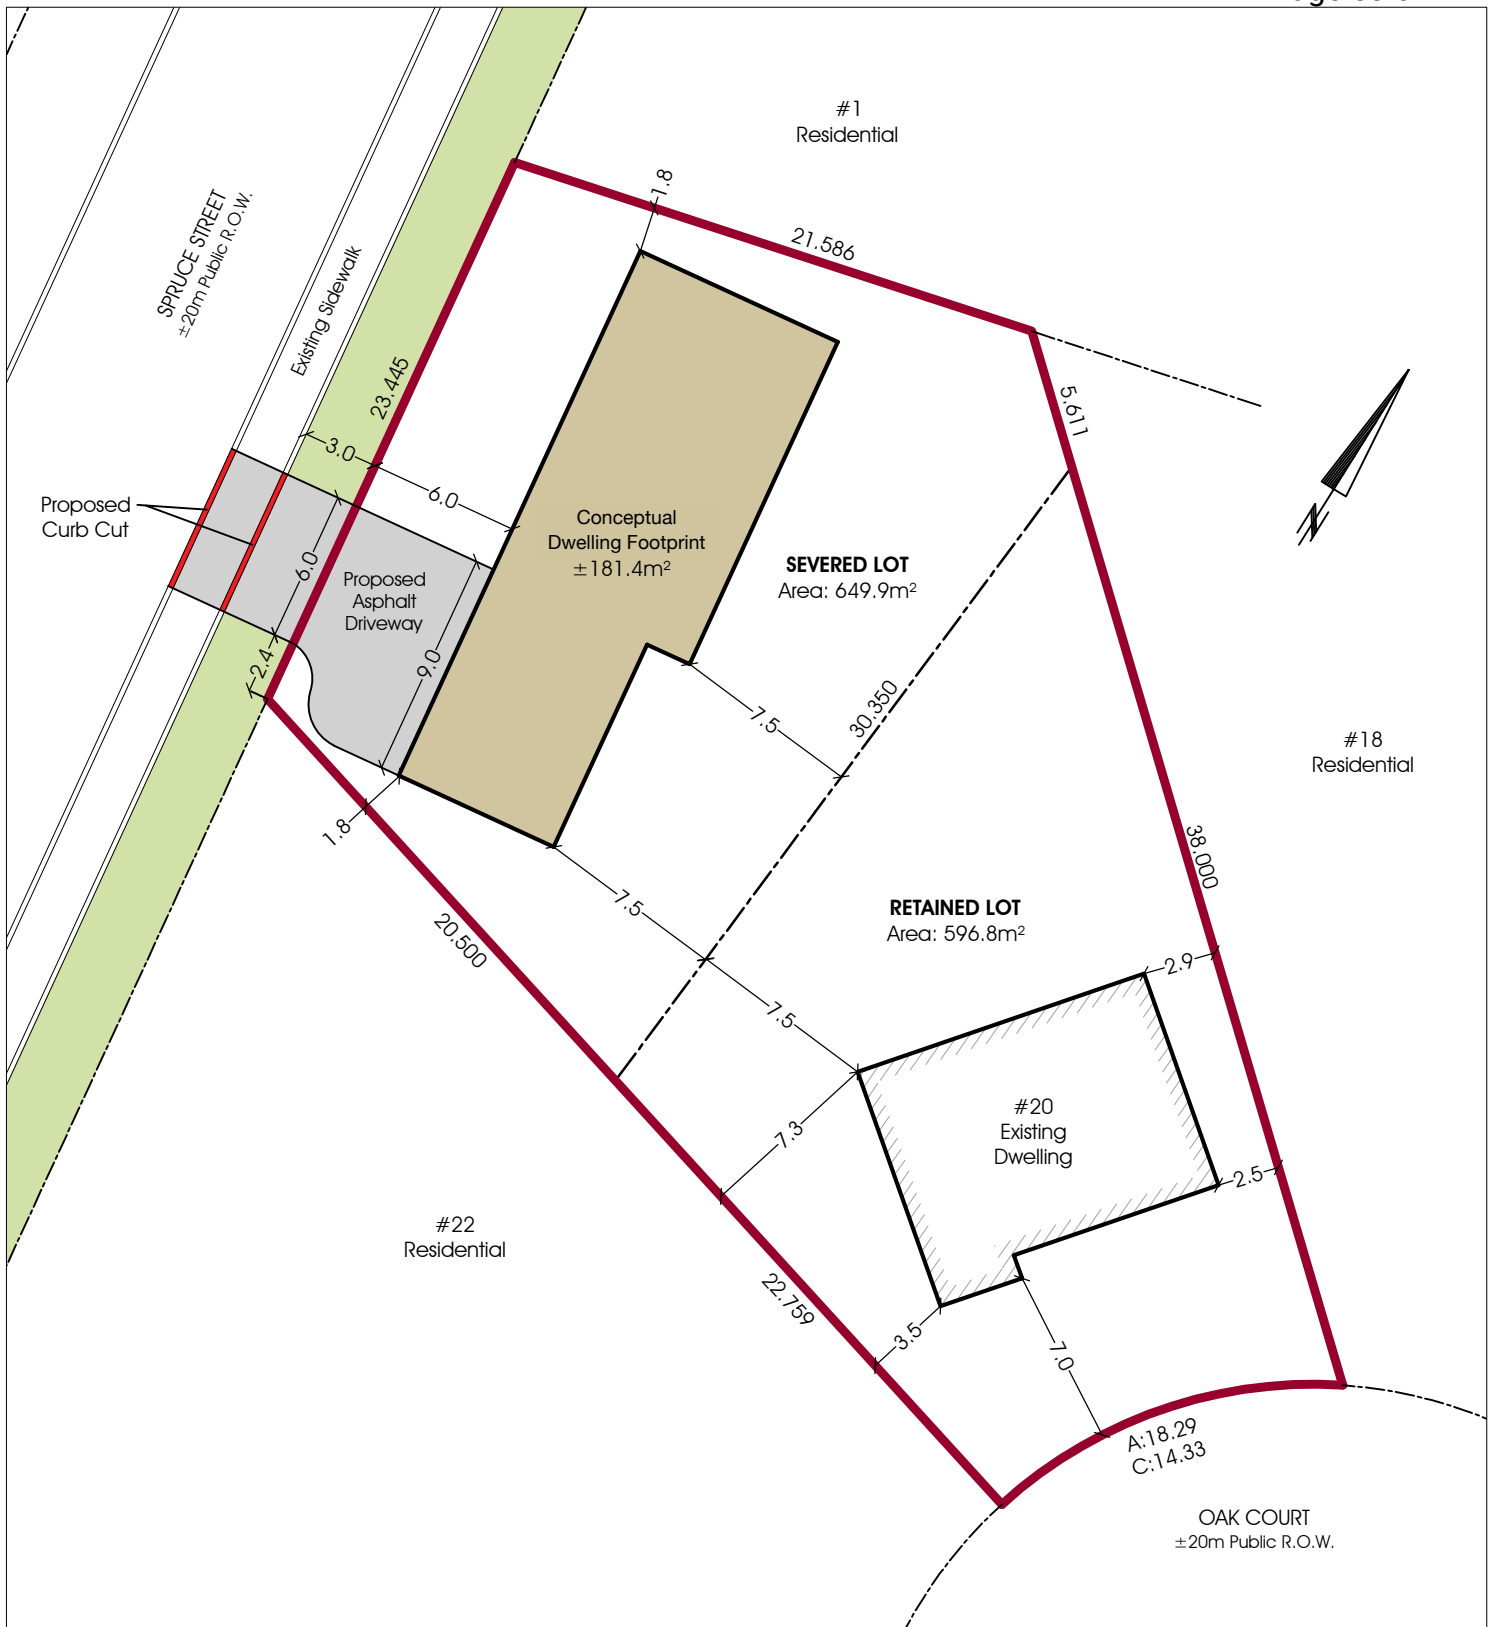 #1
Residential
SPRUCE STREET
±20m Public R.O.W.
Existing Sidewalk
1.8
21.586
23.445
5.611
3.0
6.0
Proposed
Curb Cut
6.0
Proposed
Asphalt
Driveway
Conceptual
Dwelling Footprint
±181.4m²
SEVERED LOT
Area: 649.9m²
9.0
2.4
7.5
30.350
#18
Residential
1.8
38.000
7.5
20.500
RETAINED LOT
Area: 596.8m²
2.9
7.5
7.3
#20
Existing
Dwelling
2.5
#22
Residential
22.759
3.5
7.0
A:18.29
C:14.33
OAK COURT
±20m Public R.O.W.
N